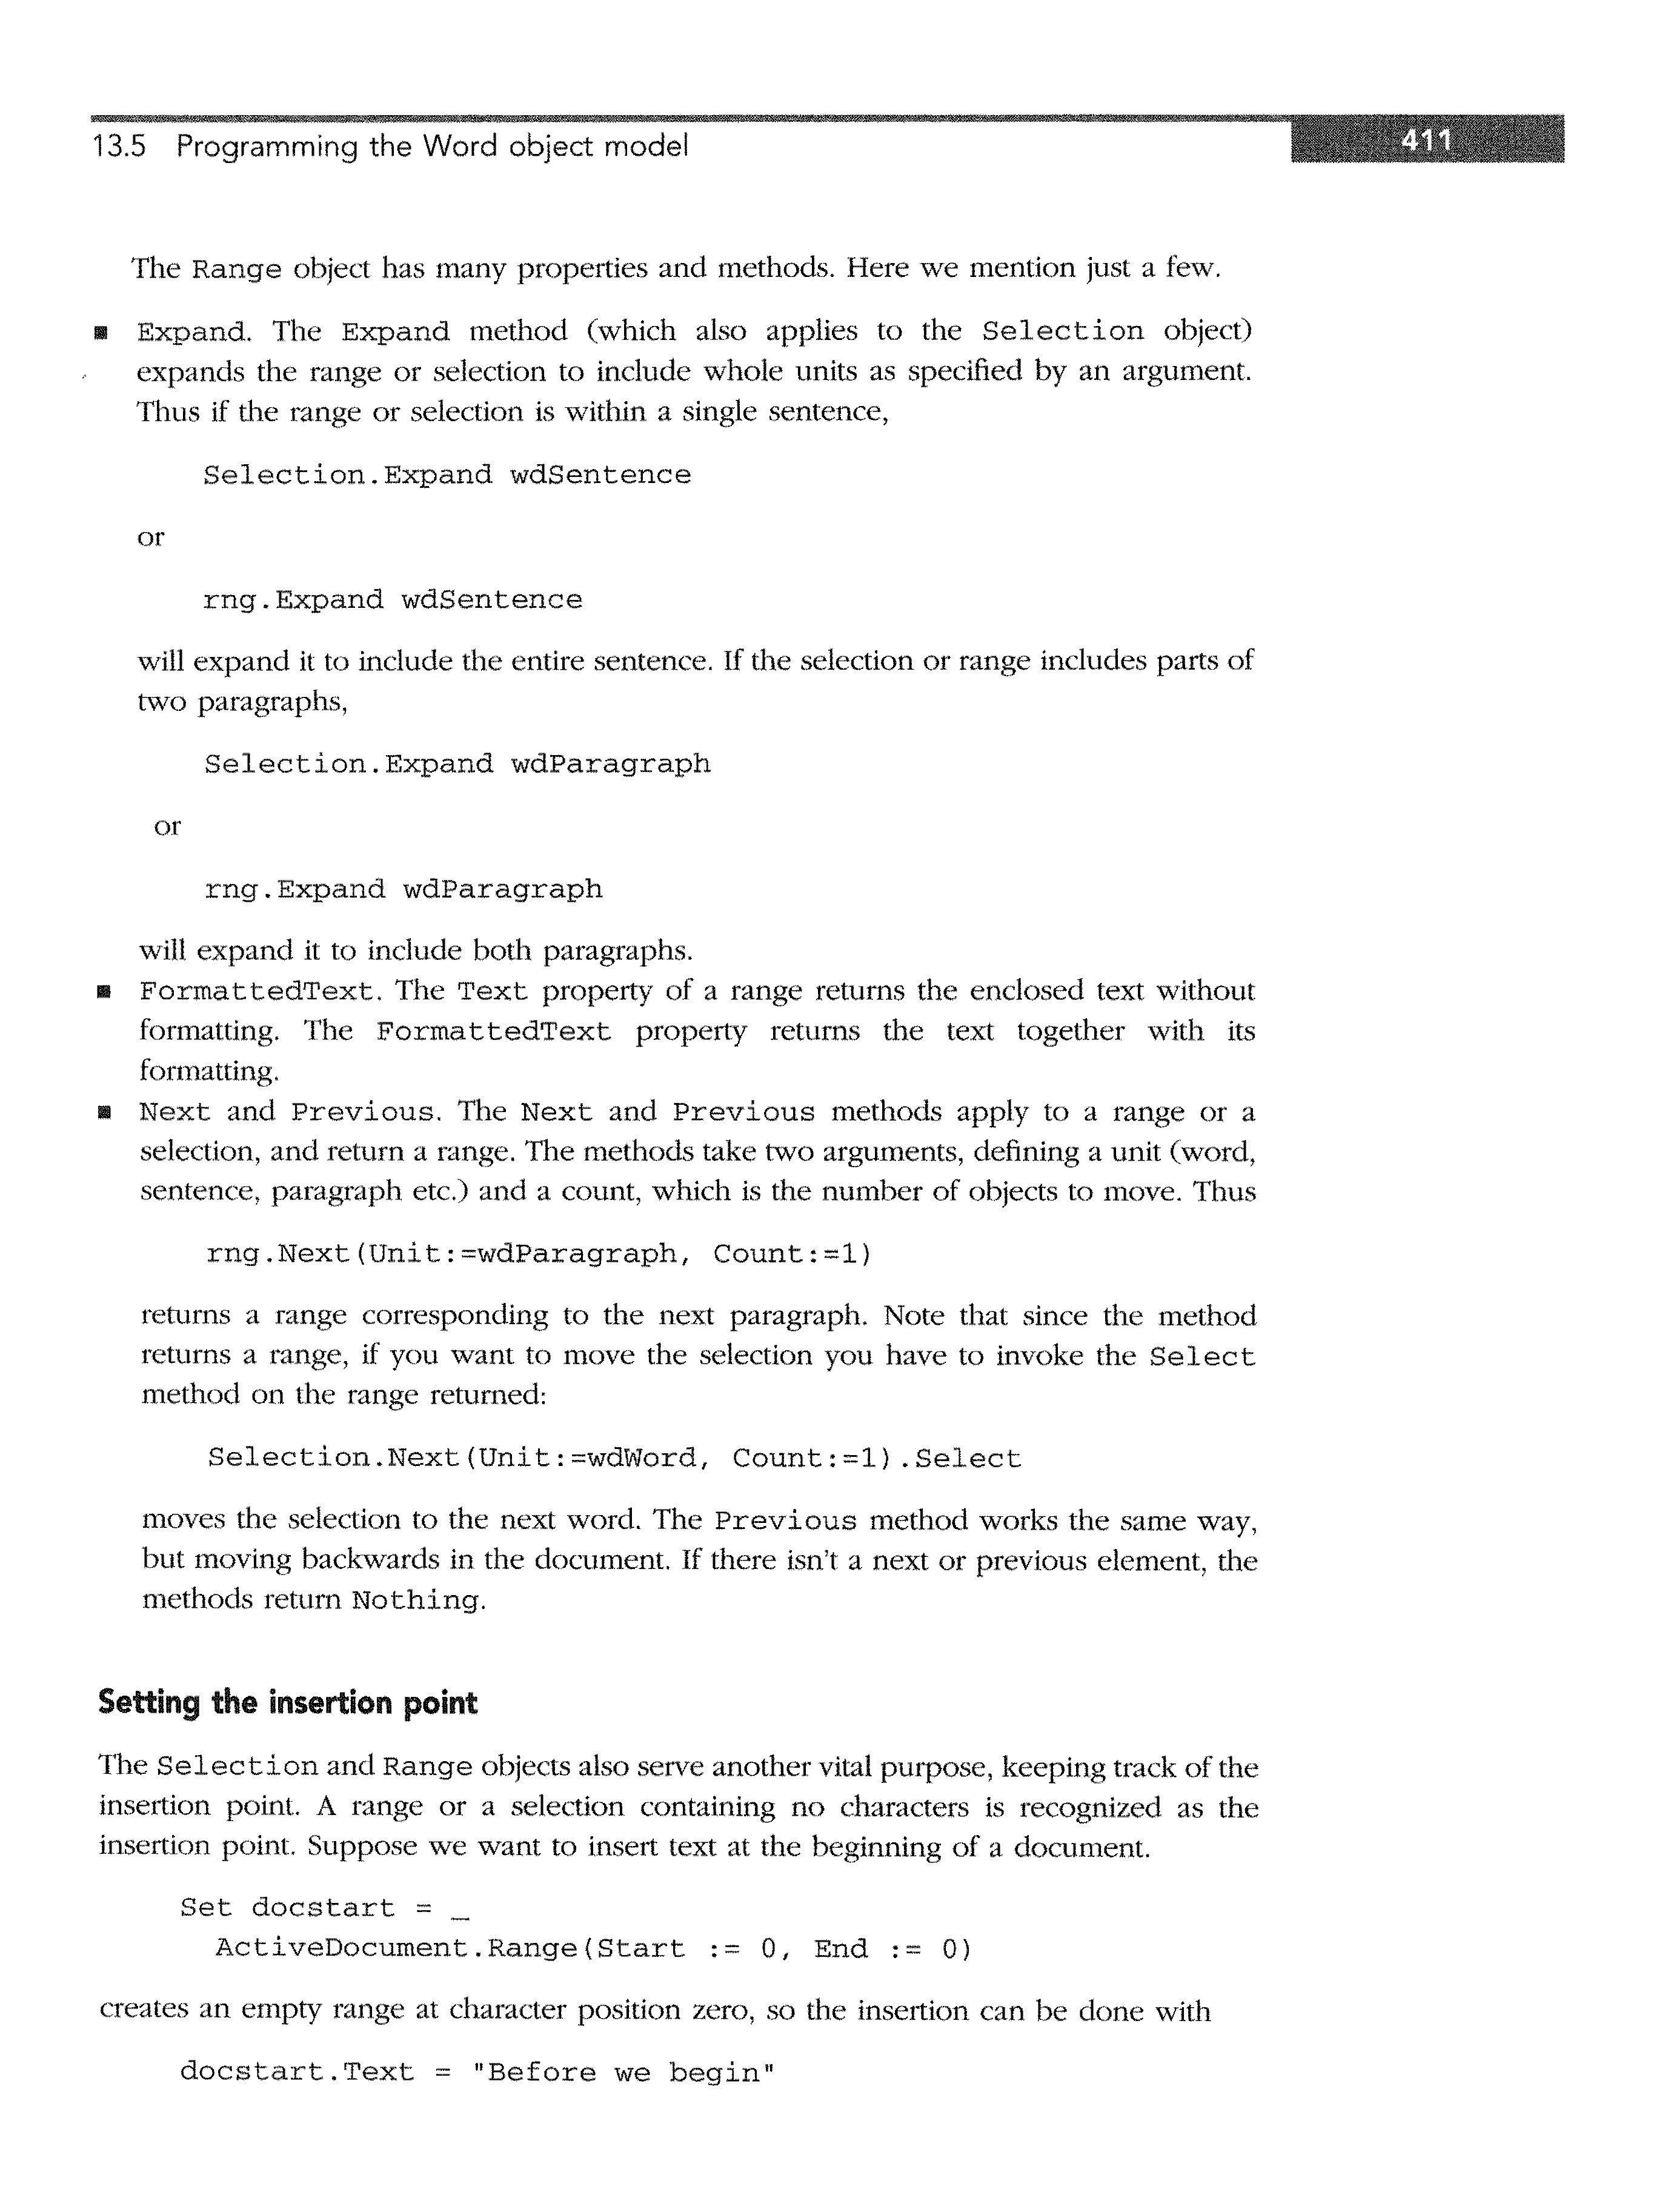 13.5 Programming the Word object model
411
The Range object has many properties and methods. Here we mention just a few.
■ Expand. The Expand method (which also applies to the Selection object)
expands the range or selection to include whole units as specified by an argument.
Thus if the range or selection is within a single sentence,
Selection.Expand wdSentence
or
rng.Expand wdSentence
will expand it to include the entire sentence. If the selection or range includes parts of
two paragraphs,
Selection.Expand wdParagraph
or
rng.Expand wdParagraph
will expand it to include both paragraphs.
■ FormattedText. The Text property of a range returns the enclosed text without
formatting. The FormattedText property returns the text together with its
formatting.
■ Next and Previous. The Next and Previous methods apply to a range or a
selection, and return a range. The methods take two arguments, defining a unit (word,
sentence, paragraph etc.) and a count, which is the number of objects to move. Thus
rng.Next(Unit:=wdParagraph, Count:=1)
returns a range corresponding to the next paragraph. Note that since the method
returns a range, if you want to move the selection you have to invoke the Select
method on the range returned:
Selection.Next(Unit:=wdWord, Count:=1).Select
moves the selection to the next word. The Previous method works the same way,
but moving backwards in the document. If there isn't a next or previous element, the
methods return Nothing.
Setting the insertion point
The Selection and Range objects also serve another vital purpose, keeping track of the
insertion point. A range or a selection containing no characters is recognized as the
insertion point. Suppose we want to insert text at the beginning of a document.
Set docstart = _
ActiveDocument.Range(Start := 0, End := 0)
creates an empty range at character position zero, so the insertion can be done with
docstart.Text = "Before we begin"